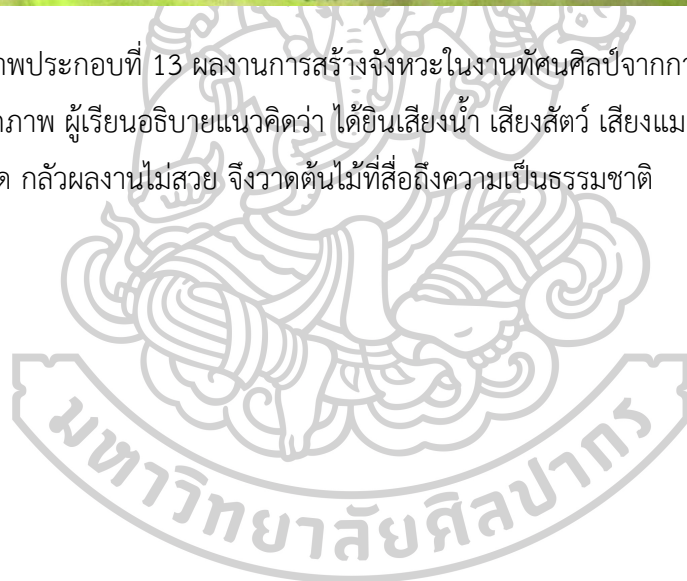 พประกอบที่ 13 ผลงานการสร้างจังหวะในงานทัศนศิลป์จากกา
ภาพ ผู้เรียนอธิบายแนวคิดว่า ได้ยินเสียงน้ำ เสียงสัตว์ เสียงแม
ด กลัวผลงานไม่สวย จึงวาดต้นไม้ที่สื่อถึงความเป็นธรรมชาติ
มหาวิทยาลัยศิลปากร